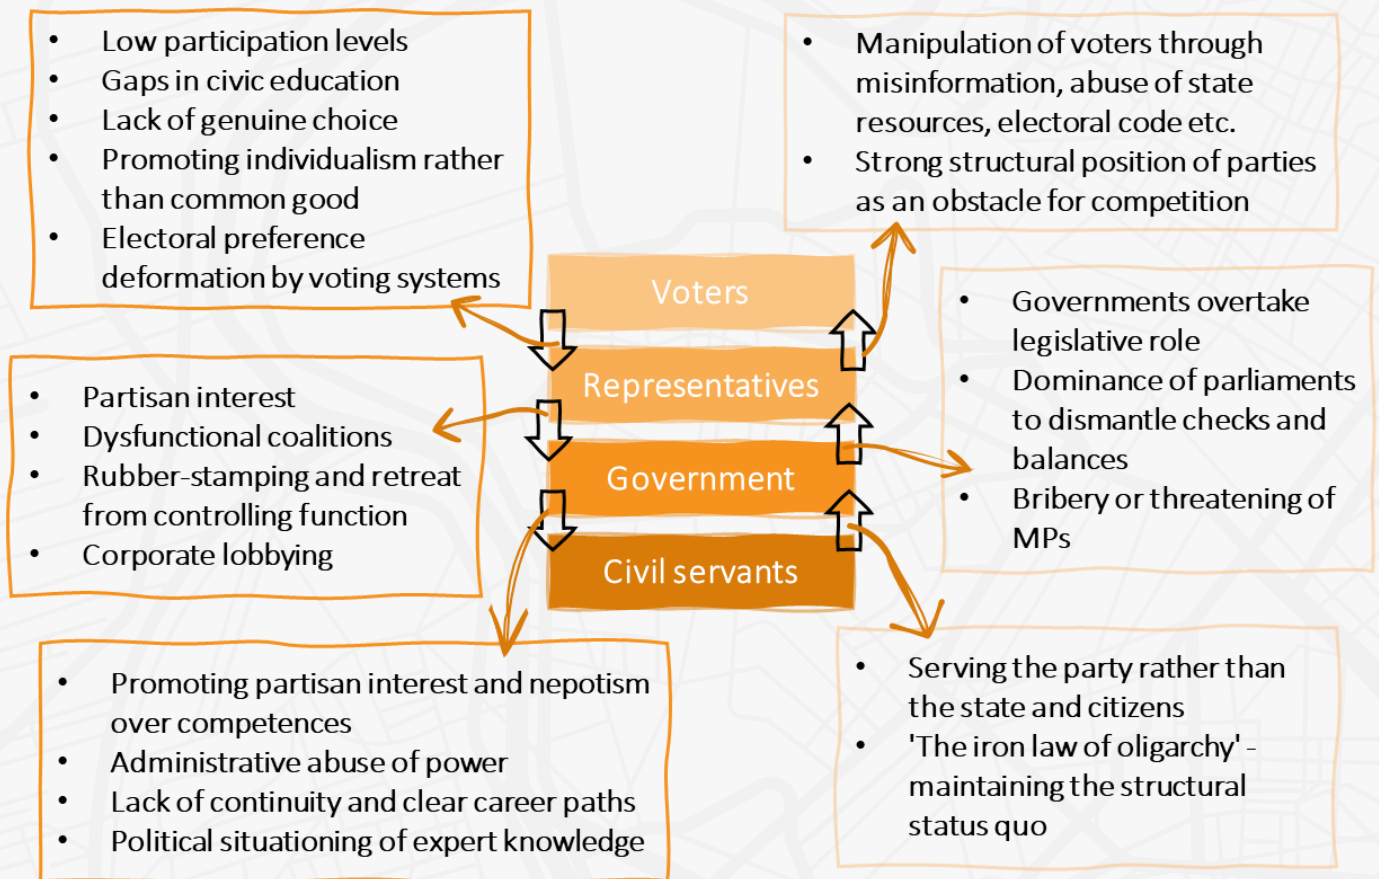 • Low participation levels
• Gaps in civic education
• Lack of genuine choice
• Promoting individualism rather
than common good
• Electoral preference
deformation by voting systems
• Manipulation of voters through
misinformation, abuse of state
resources, electoral code etc.
• Strong structural position of parties
as an obstacle for competition
Voters
Representatives
Government
Civil servants
• Partisan interest
• Dysfunctional coalitions
• Rubber-stamping and retreat
from controlling function
• Corporate lobbying
• Governments overtake
legislative role
• Dominance of parliaments
to dismantle checks and
balances
• Bribery or threatening of
MPs
• Promoting partisan interest and nepotism
over competences
• Administrative abuse of power
• Lack of continuity and clear career paths
• Political situationing of expert knowledge
• Serving the party rather than
the state and citizens
• 'The iron law of oligarchy' -
maintaining the structural
status quo